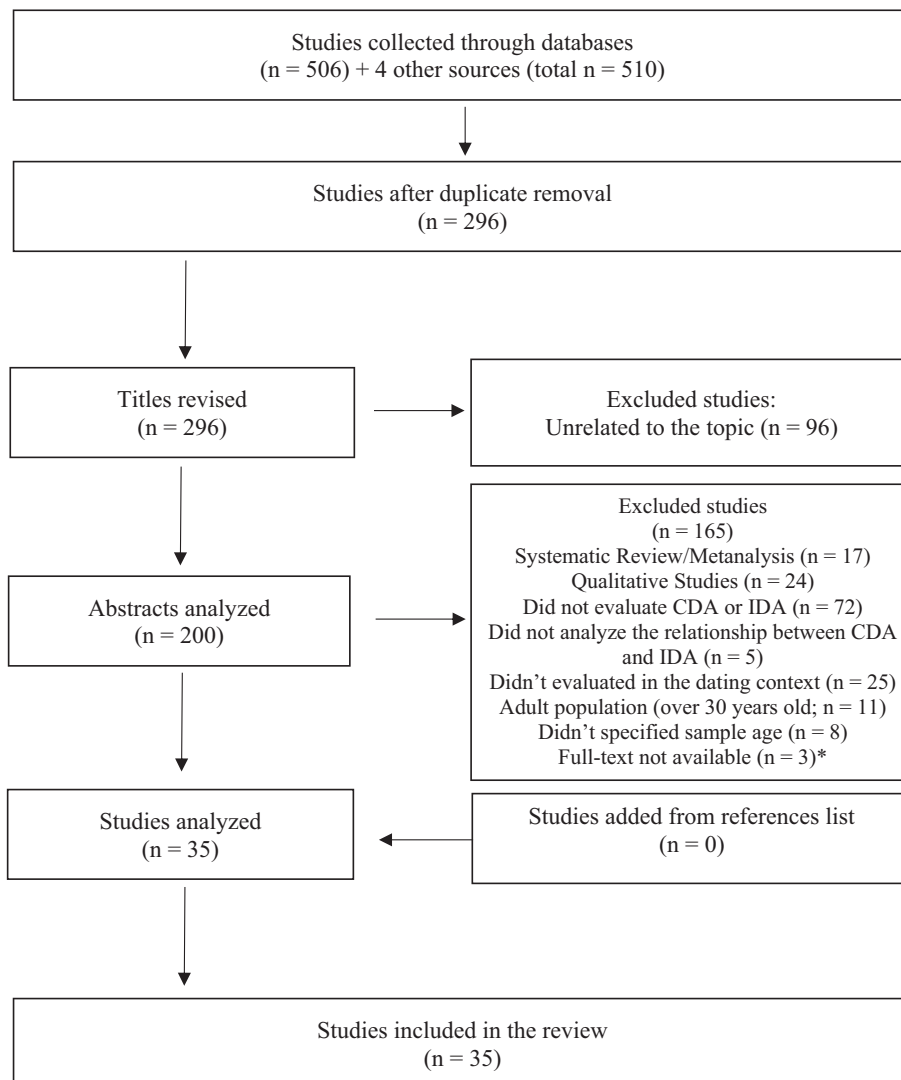 Studies collected through databases
(n = 506) + 4 other sources (total n = 510)
Studies after duplicate removal
(n = 296)
Titles revised
(n = 296)
Excluded studies:
Unrelated to the topic (n = 96)
Abstracts analyzed
(n = 200)
Excluded studies
(n = 165)
Systematic Review/Metanalysis (n = 17)
Qualitative Studies (n = 24)
Did not evaluate CDA or IDA (n = 72)
Did not analyze the relationship between CDA
and IDA (n = 5)
Didn’t evaluated in the dating context (n = 25)
Adult population (over 30 years old; n = 11)
Didn’t specified sample age (n = 8)
Full-text not available (n = 3)*
Studies analyzed
(n = 35)
Studies added from references list
(n = 0)
Studies included in the review
(n = 35)